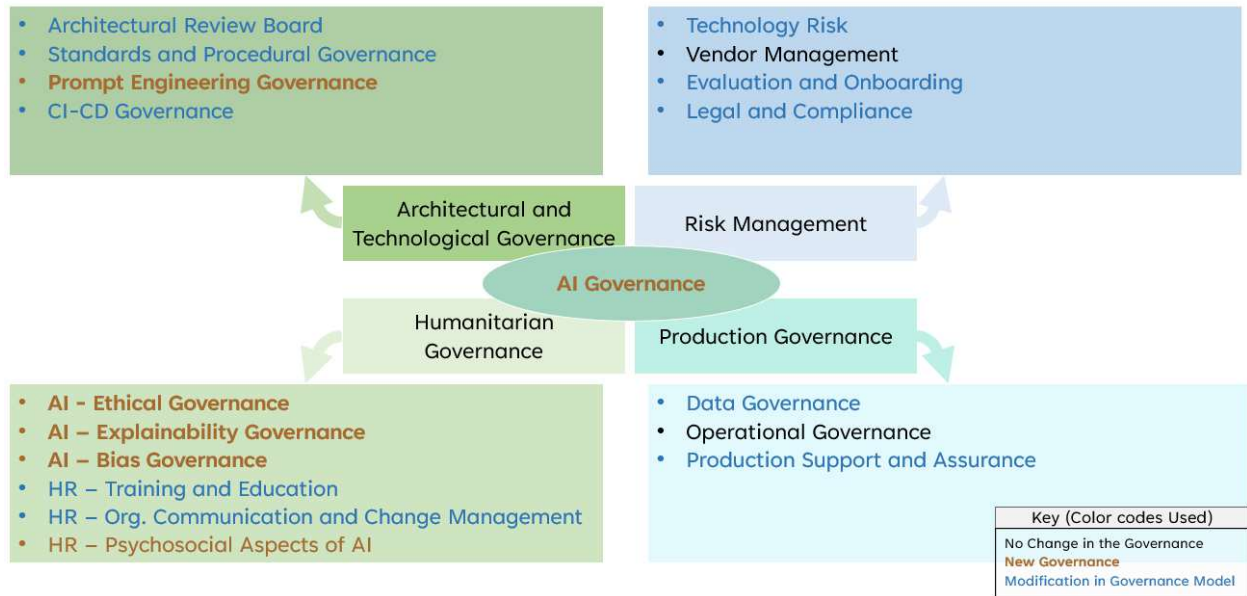 • Architectural Review Board
• Standards and Procedural Governance
• Prompt Engineering Governance
• CI-CD Governance
• Technology Risk
• Vendor Management
• Evaluation and Onboarding
• Legal and Compliance
Architectural and
Technological Governance
Risk Management
AI Governance
Humanitarian
Governance
Production Governance
• AI - Ethical Governance
• AI – Explainability Governance
• AI – Bias Governance
• HR – Training and Education
• HR – Org. Communication and Change Management
• HR – Psychosocial Aspects of AI
• Data Governance
• Operational Governance
• Production Support and Assurance
Key (Color codes Used)
No Change in the Governance
New Governance
Modification in Governance Model